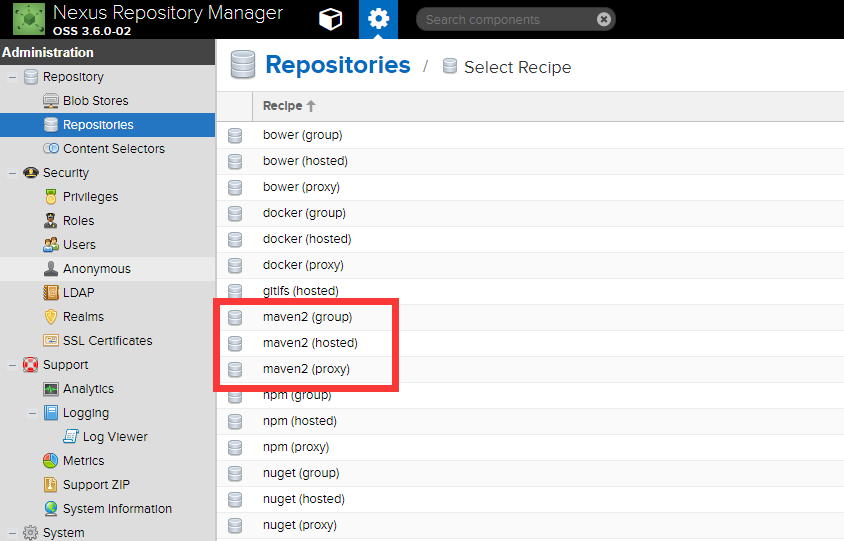 Nexus Repository Manager
OSS 3.6.0-02
Search components
Administration
Repository
Blob Stores
Repositories
Content Selectors
Security
Privileges
Roles
Users
Anonymous
LDAP
Realms
SSL Certificates
Support
Analytics
Logging
Log Viewer
Metrics
Support ZIP
System Information
System
Repositories / Select Recipe
Recipe
bower (group)
bower (hosted)
bower (proxy)
docker (group)
docker (hosted)
docker (proxy)
gitlfs (hosted)
maven2 (group)
maven2 (hosted)
maven2 (proxy)
npm (group)
npm (hosted)
npm (proxy)
nuget (group)
nuget (hosted)
nuget (proxy)